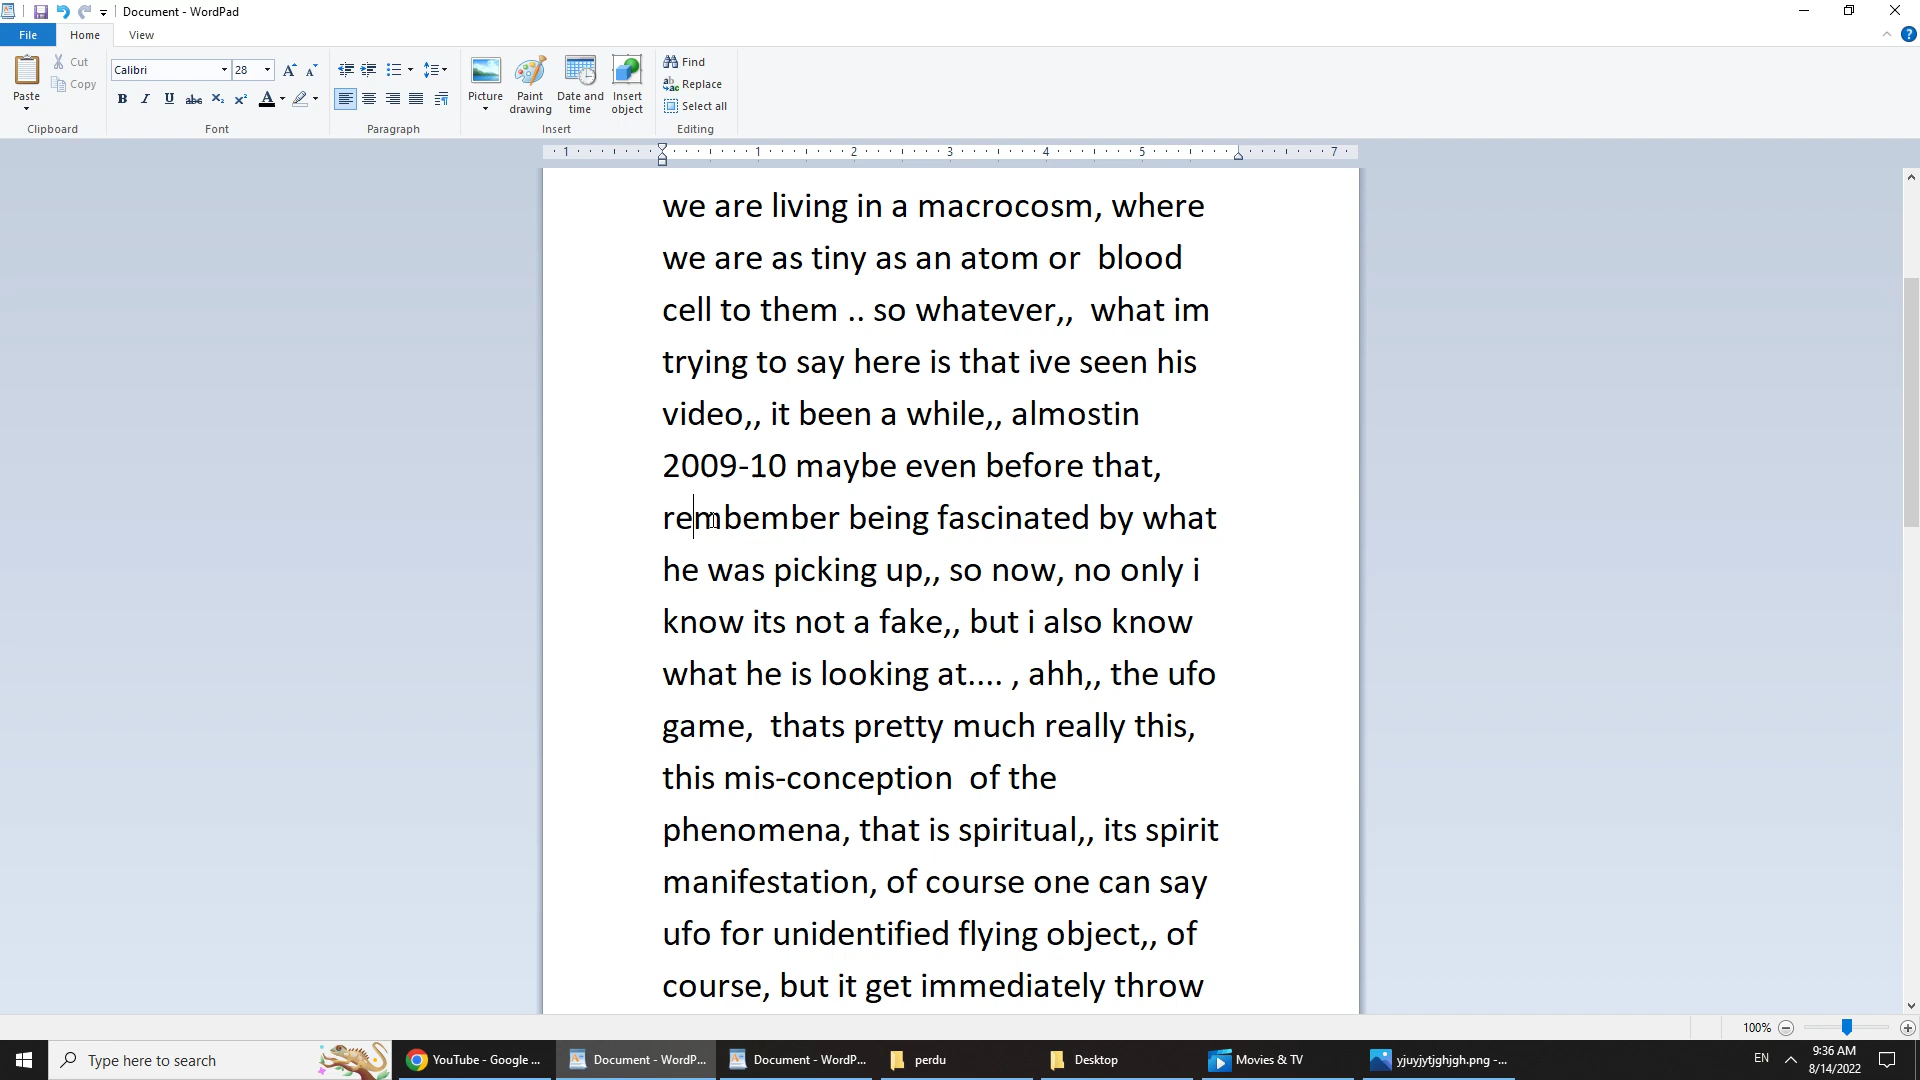 Document - WordPad
File Home View
Paste Cut Copy Clipboard
Calibri 28 Font
Paragraph
Picture Paint drawing Date and time Insert object Insert
Find Replace Select all Editing
1 1 2 3 4 5 7
we are living in a macrocosm, where
we are as tiny as an atom or  blood
cell to them .. so whatever,,  what im
trying to say here is that ive seen his
video,, it been a while,, almostin
2009-10 maybe even before that,
rembember being fascinated by what
he was picking up,, so now, no only i
know its not a fake,, but i also know
what he is looking at.... , ahh,, the ufo
game,  thats pretty much really this,
this mis-conception  of the
phenomena, that is spiritual,, its spirit
manifestation, of course one can say
ufo for unidentified flying object,, of
course, but it get immediately throw
100%
Type here to search YouTube - Google ... Document - WordP... Document - WordP... perdu Desktop Movies & TV yjuyjytjghjgh.png -... EN 9:36 AM
8/14/2022